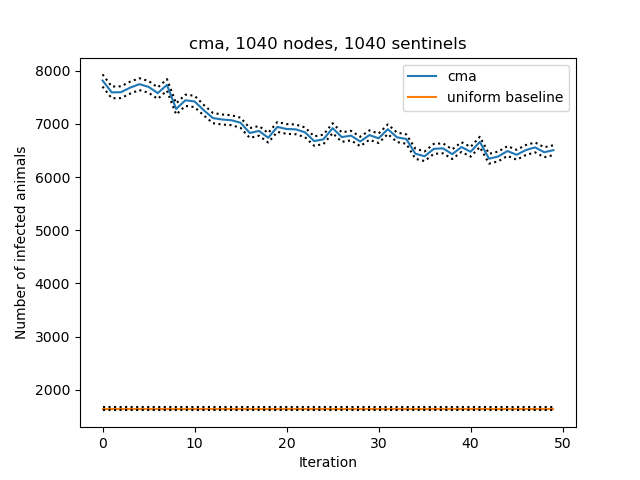 cma, 1040 nodes, 1040 sentinels
cma
uniform baseline
Number of infected animals
8000
7000
6000
5000
4000
3000
2000
0 10 20 30 40 50
Iteration